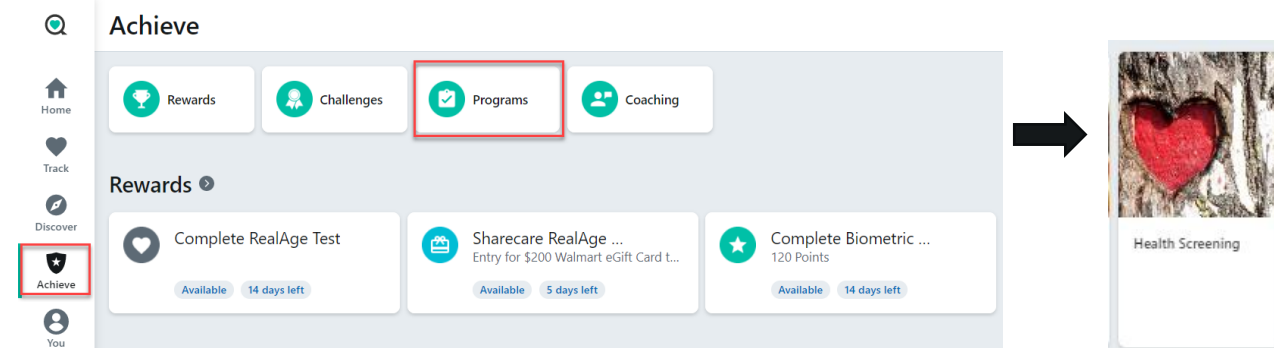 Achieve
Home
Track
Discover
Achieve
You
Rewards
Challenges
Programs
Coaching
Rewards
Complete RealAge Test
Available
14 days left
Sharecare RealAge ...
Entry for $200 Walmart eGift Card t...
Available
5 days left
Complete Biometric ...
120 Points
Available
14 days left
Health Screening